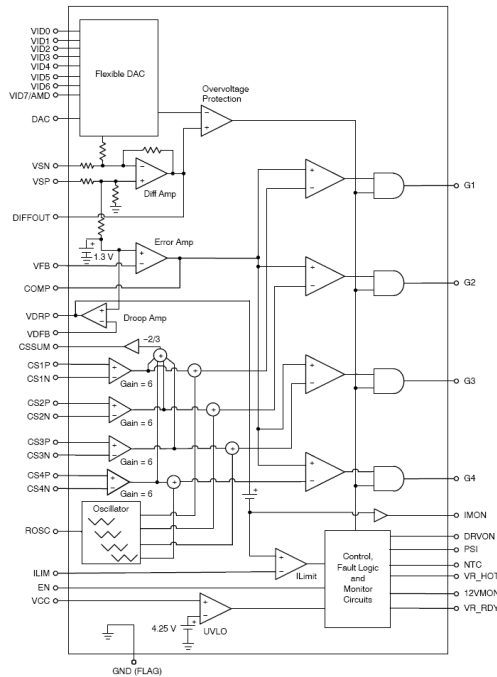 VID0
VID1
VID2
VID3
VID4
VID5
VID6
VID7/AMD
Flexible DAC
DAC
Overvoltage
Protection
VSN
VSP
Diff Amp
DIFFOUT
1.3 V
Error Amp
VFB
COMP
VDRP
Droop Amp
VDFB
CSSUM
−2/3
CS1P
CS1N
Gain = 6
CS2P
CS2N
Gain = 6
CS3P
CS3N
Gain = 6
CS4P
CS4N
Gain = 6
Oscillator
ROSC
ILIM
ILimit
EN
VCC
4.25 V
UVLO
GND (FLAG)
G1
G2
G3
G4
IMON
Control,
Fault Logic
and
Monitor
Circuits
DRVON
PSI
NTC
VR_HOT
12VMON
VR_RDY